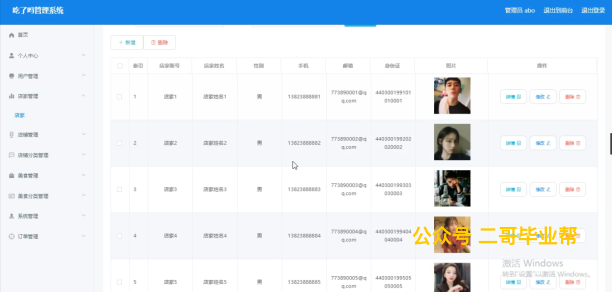 吃了吗管理系统 管理员 abo 退出到前台 退出登录
首页
个人中心
用户管理
店家管理
店家
店铺管理
店铺分类管理
美食管理
美食分类管理
系统管理
订单管理
+ 新增 删除
索引 店家账号 店家姓名 性别 手机 邮箱 身份证 照片 操作
1 店家1 店家姓名1 男 13823888881 773890001@q
q.com 440300199101
010001 详情 修改 删除
2 店家2 店家姓名2 男 13823888882 773890002@q
q.com 440300199202
020002 详情 修改 删除
3 店家3 店家姓名3 男 13823888883 773890003@q
q.com 440300199303
030003 详情 修改 删除
4 店家4 店家姓名4 男 13823888884 773890004@q
q.com 440300199404
040004
公众号 二哥毕业帮
5 店家5 店家姓名5 男 13823888885 773890005@q
q.com 440300199505
050005
激活 Windows
转到"设置"以激活 Windows。